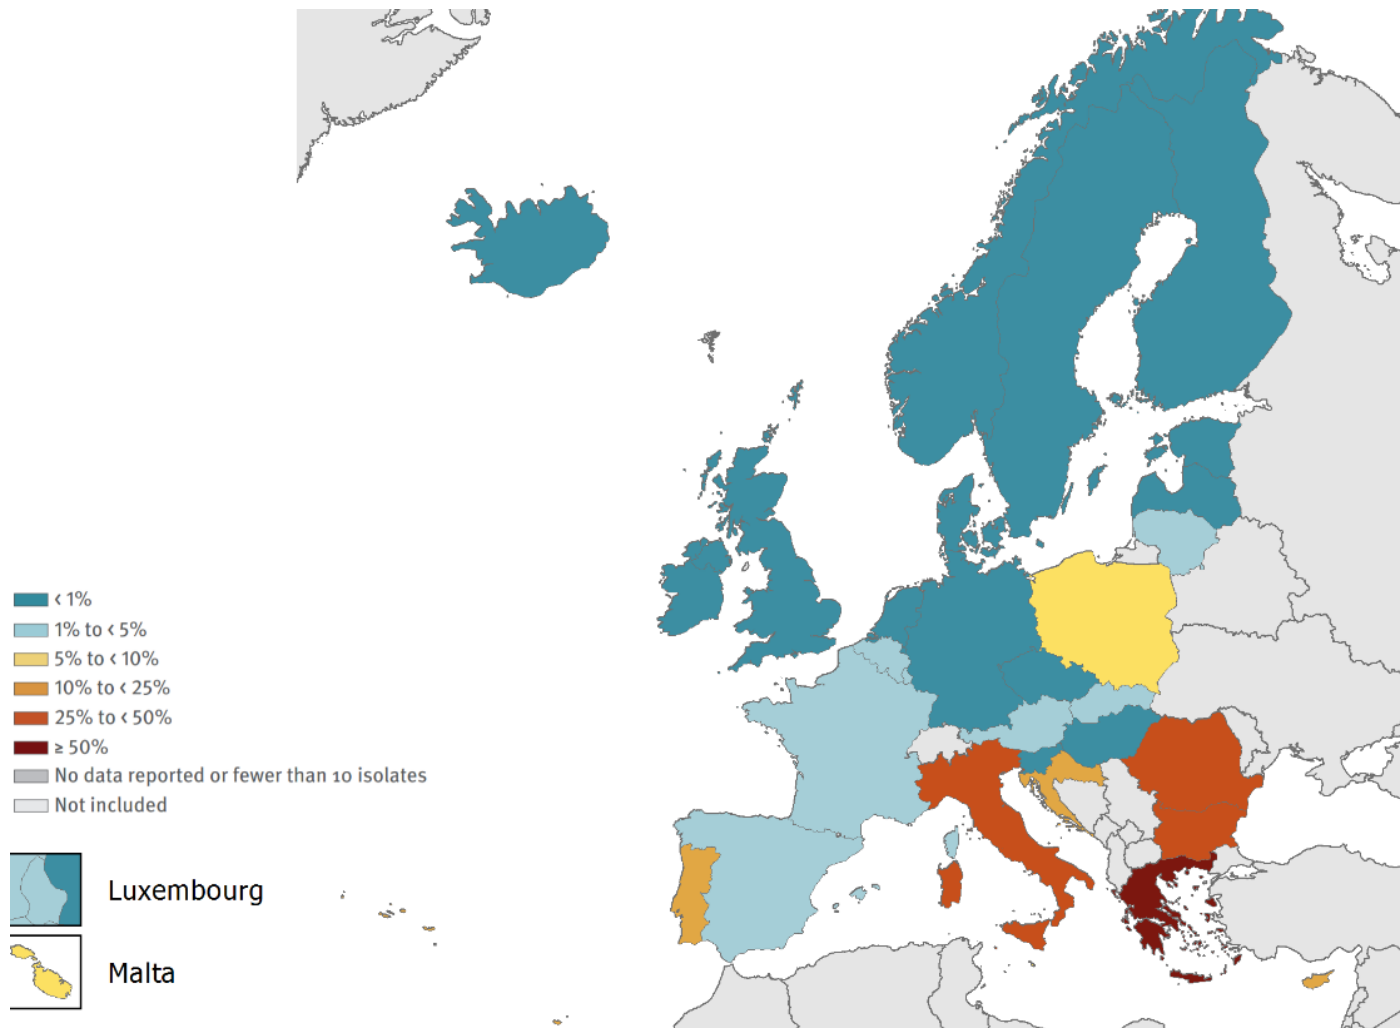 < 1%
1% to < 5%
5% to < 10%
10% to < 25%
25% to < 50%
≥ 50%
No data reported or fewer than 10 isolates
Not included
Luxembourg
Malta